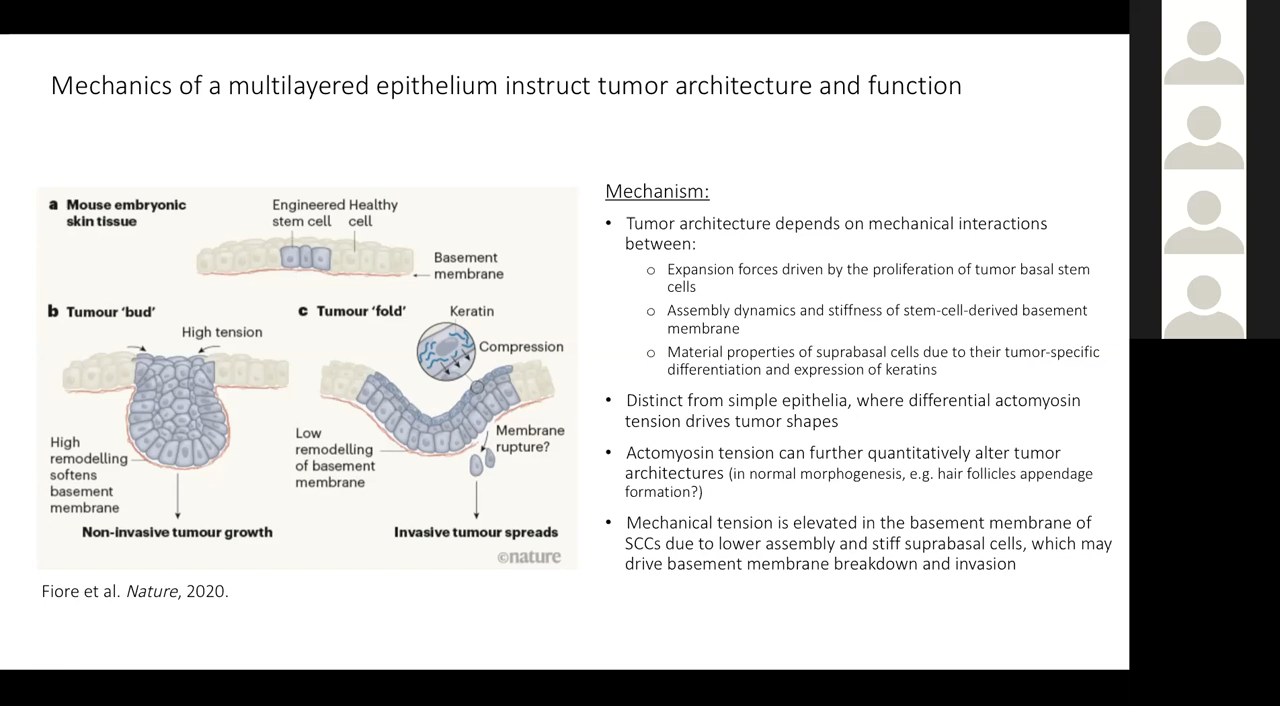 Mechanics of a multilayered epithelium instruct tumor architecture and function
a Mouse embryonic
skin tissue
Engineered Healthy
stem cell cell
Basement
membrane
b Tumour ‘bud’
High tension
High
remodelling
softens
basement
membrane
Non-invasive tumour growth
c Tumour ‘fold’
Keratin
Compression
Low
remodelling
of basement
membrane
Membrane
rupture?
Invasive tumour spreads
©nature
Fiore et al. Nature, 2020.
Mechanism:
• Tumor architecture depends on mechanical interactions
between:
o Expansion forces driven by the proliferation of tumor basal stem
cells
o Assembly dynamics and stiffness of stem-cell-derived basement
membrane
o Material properties of suprabasal cells due to their tumor-specific
differentiation and expression of keratins
• Distinct from simple epithelia, where differential actomyosin
tension drives tumor shapes
• Actomyosin tension can further quantitatively alter tumor
architectures (in normal morphogenesis, e.g. hair follicles appendage
formation?)
• Mechanical tension is elevated in the basement membrane of
SCCs due to lower assembly and stiff suprabasal cells, which may
drive basement membrane breakdown and invasion